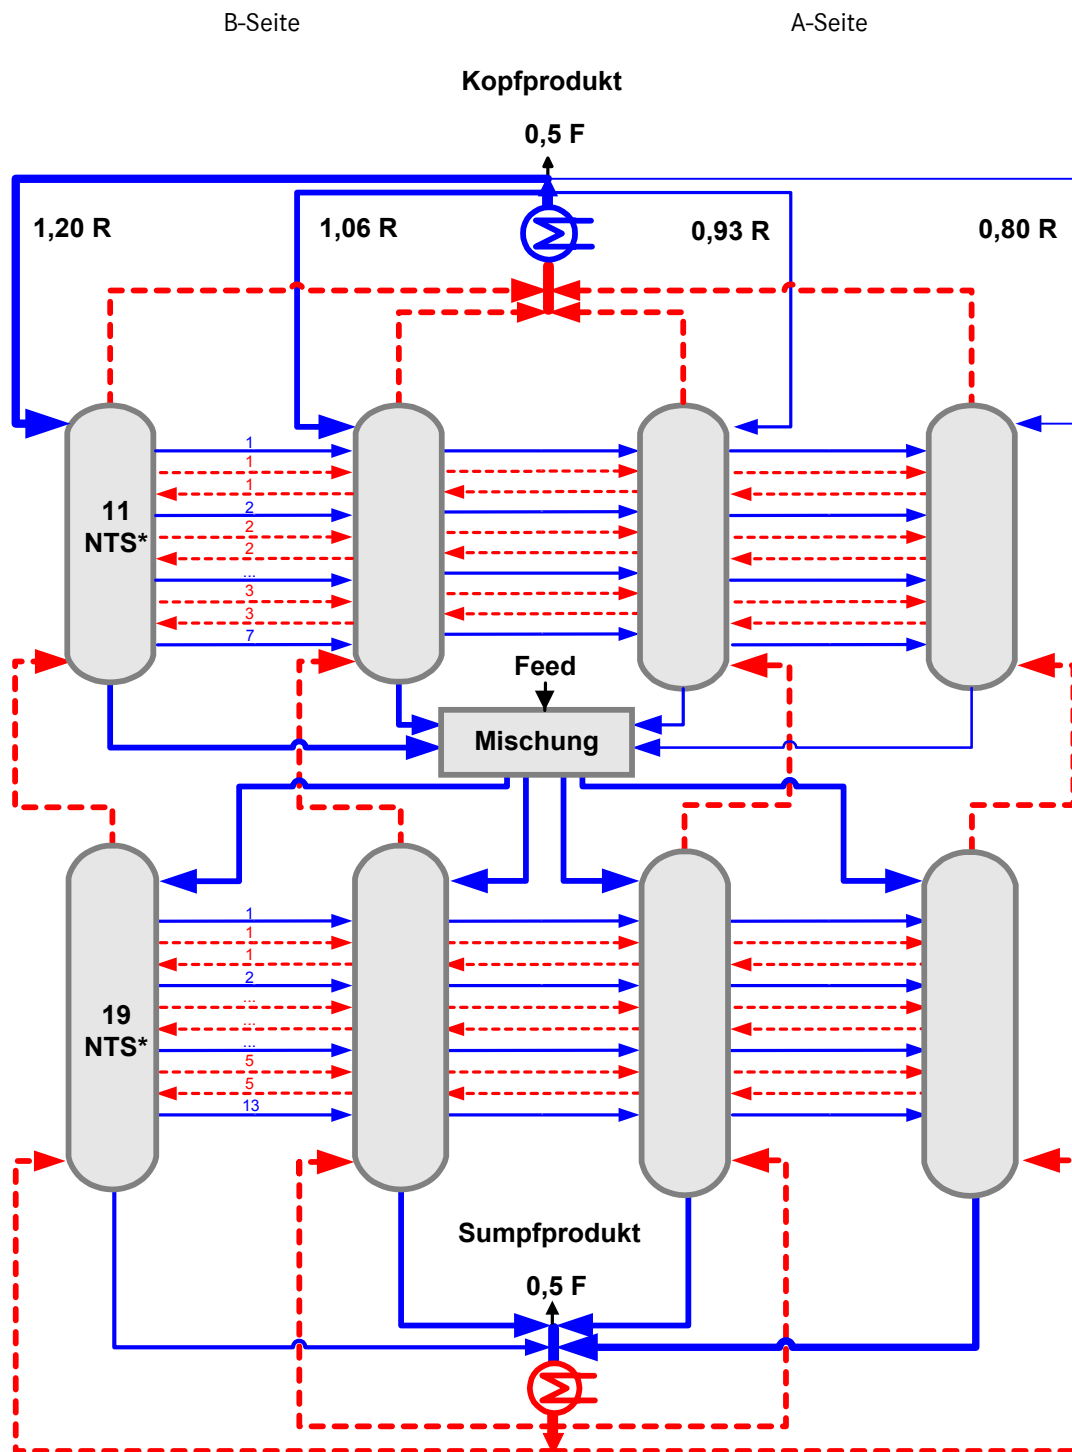 B-Seite A-Seite
Kopfprodukt
0,5 F
1,20 R 1,06 R 0,93 R 0,80 R
1
1
1
11
NTS*
2
2
2
...
3
3
7
Feed
Mischung
1
1
1
2
...
19
NTS*
...
...
5
5
13
Sumpfprodukt
0,5 F